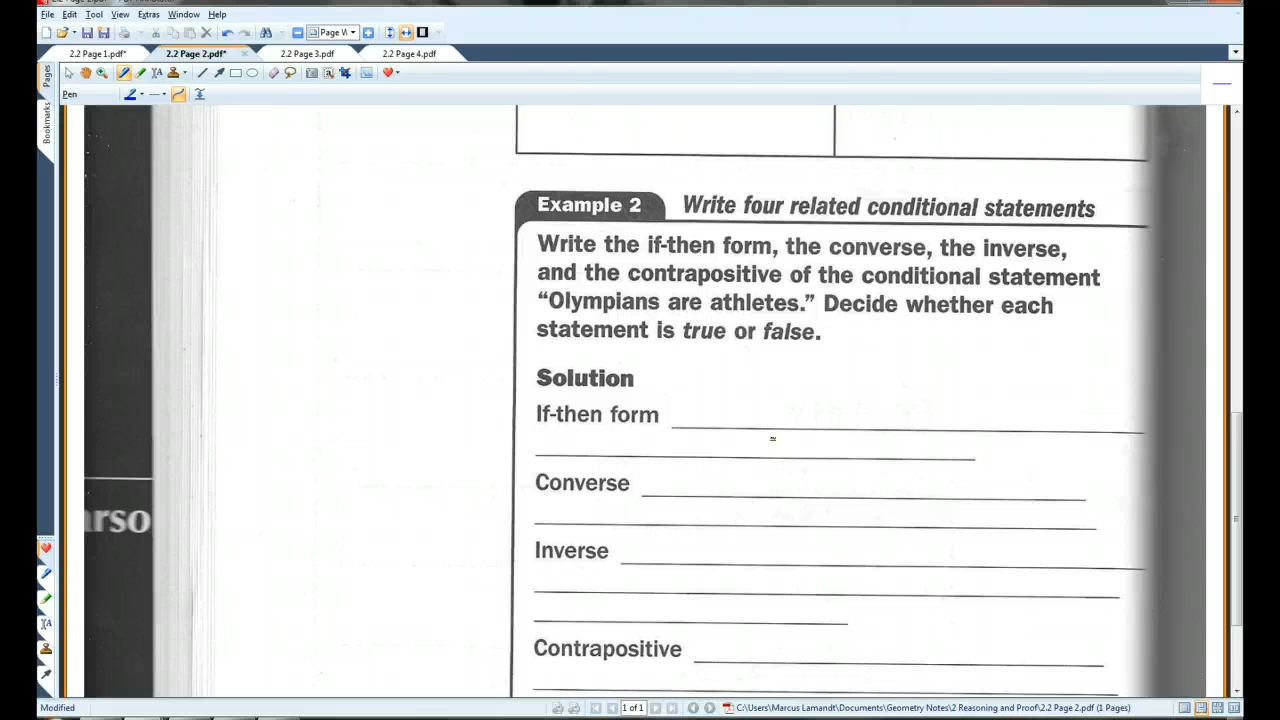 File Edit Tool View Extras Window Help
Page W
2.2 Page 1.pdf* 2.2 Page 2.pdf* 2.2 Page 3.pdf 2.2 Page 4.pdf
Pen
Pages
Bookmarks
Example 2 Write four related conditional statements
Write the if-then form, the converse, the inverse,
and the contrapositive of the conditional statement
“Olympians are athletes.” Decide whether each
statement is true or false.
Solution
If-then form
Converse
arso
Inverse
Contrapositive
Modified 1 of 1 C:\Users\Marcus Lamandt\Documents\Geometry Notes\2 Reasoning and Proof\2.2 Page 2.pdf (1 Pages)